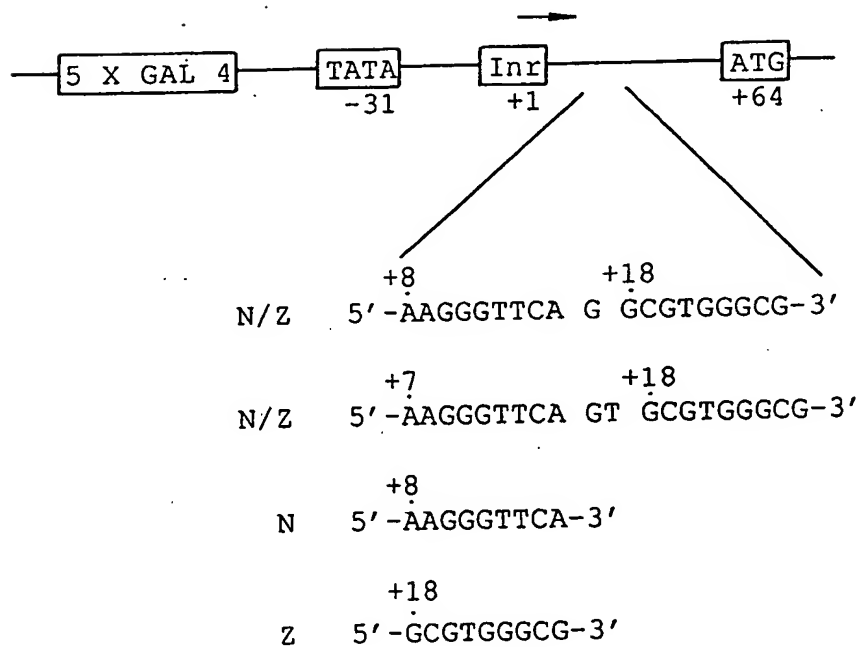 5 X GAL 4 TATA Inr ATG
-31 +1 +64
+8 +18
N/Z 5'-AAGGGTTCA G GCGTGGGCG-3'
+7 +18
N/Z 5'-AAGGGTTCA GT GCGTGGGCG-3'
+8
N 5'-AAGGGTTCA-3'
+18
Z 5'-GCGTGGGCG-3'